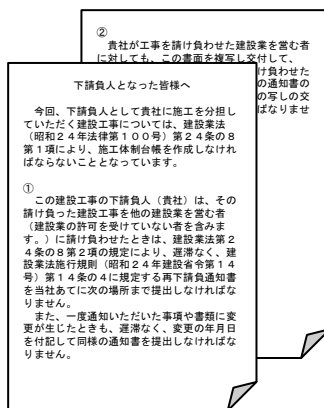 下請負人となった皆様へ
今回、下請負人として貴社に施工を分担し
ていただく建設工事については、建設業法
（昭和２４年法律第１００号）第２４条の８
第１項により、施工体制台帳を作成しなけれ
ばならないこととなっています。
①
この建設工事の下請負人（貴社）は、その
請け負った建設工事を他の建設業を営む者
（建設業の許可を受けていない者を含みま
す。）に請け負わせたときは、建設業法第２
４条の８第２項の規定により、遅滞なく、建
設業法施行規則（昭和２４年建設省令第１４
号）第１４条の４に規定する再下請負通知書
を当社あてに次の場所まで提出しなければな
りません。
また、一度通知いただいた事項や書類に変
更が生じたときも、遅滞なく、変更の年月日
を付記して同様の通知書を提出しなければな
りません。
②
貴社が工事を請け負わせた建設業を営む者
に対しても、この書面を複写し交付して、
け負わせた
の通知書の
の写しの交
ばなりませ